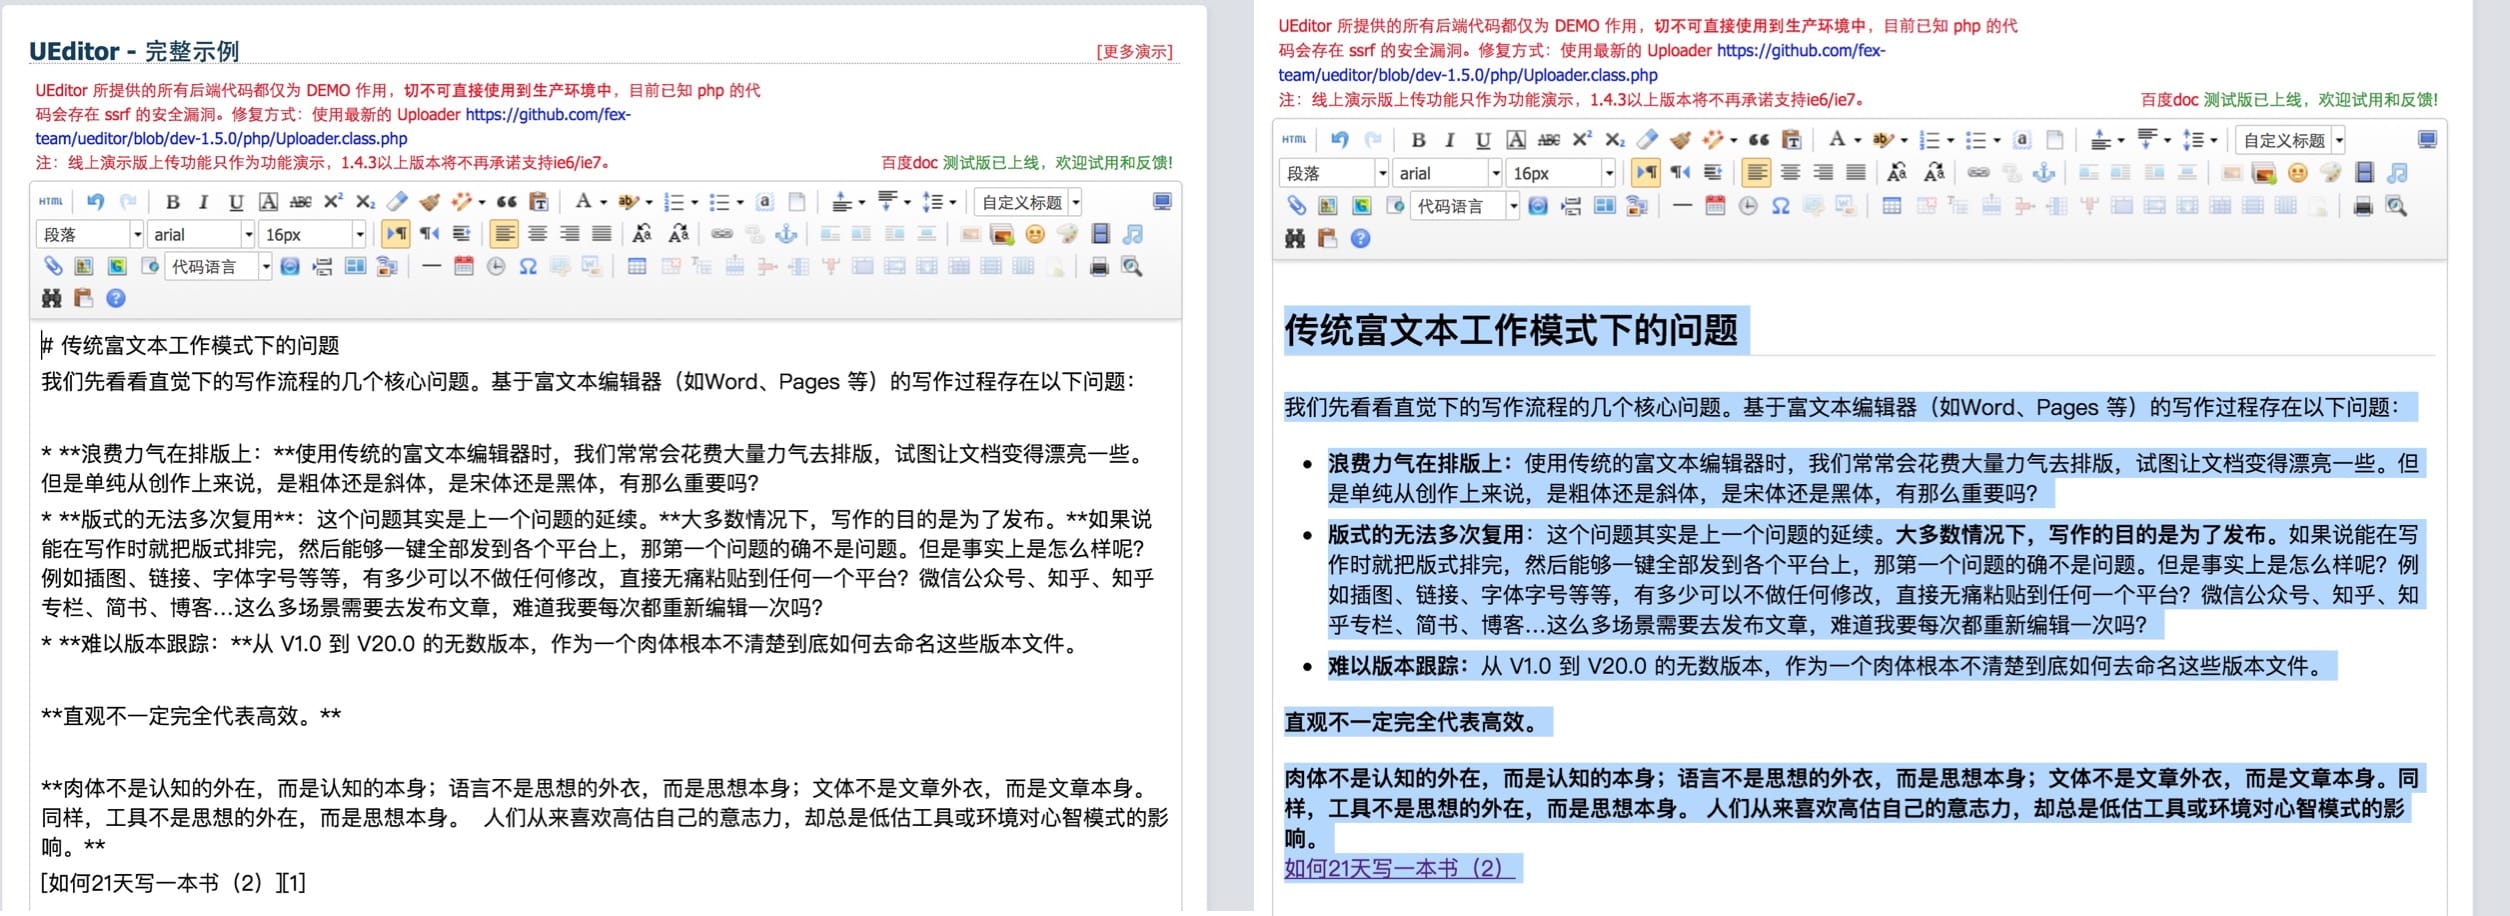 UEditor - 完整示例
[更多演示]
UEditor 所提供的所有后端代码都仅为 DEMO 作用，切不可直接使用到生产环境中，目前已知 php 的代
码会存在 ssrf 的安全漏洞。修复方式：使用最新的 Uploader https://github.com/fex-
team/ueditor/blob/dev-1.5.0/php/Uploader.class.php
注：线上演示版上传功能只作为功能演示，1.4.3以上版本将不再承诺支持ie6/ie7。
百度doc 测试版已上线，欢迎试用和反馈!
HTML B I U A ABC X² X₂ A ab a 自定义标题
段落 arial 16px
代码语言
# 传统富文本工作模式下的问题
我们先看看直觉下的写作流程的几个核心问题。基于富文本编辑器（如Word、Pages 等）的写作过程存在以下问题：
* **浪费力气在排版上：**使用传统的富文本编辑器时，我们常常会花费大量力气去排版，试图让文档变得漂亮一些。
但是单纯从创作上来说，是粗体还是斜体，是宋体还是黑体，有那么重要吗？
* **版式的无法多次复用**：这个问题其实是上一个问题的延续。**大多数情况下，写作的目的是为了发布。**如果说
能在写作时就把版式排完，然后能够一键全部发到各个平台上，那第一个问题的确不是问题。但是事实上是怎么样呢？
例如插图、链接、字体字号等等，有多少可以不做任何修改，直接无痛粘贴到任何一个平台？微信公众号、知乎、知乎
专栏、简书、博客...这么多场景需要去发布文章，难道我要每次都重新编辑一次吗？
* **难以版本跟踪：**从 V1.0 到 V20.0 的无数版本，作为一个肉体根本不清楚到底如何去命名这些版本文件。
**直观不一定完全代表高效。**
**肉体不是认知的外在，而是认知的本身；语言不是思想的外衣，而是思想本身；文体不是文章外衣，而是文章本身。
同样，工具不是思想的外在，而是思想本身。 人们从来喜欢高估自己的意志力，却总是低估工具或环境对心智模式的影
响。**
[如何21天写一本书（2）][1]
UEditor 所提供的所有后端代码都仅为 DEMO 作用，切不可直接使用到生产环境中，目前已知 php 的代
码会存在 ssrf 的安全漏洞。修复方式：使用最新的 Uploader https://github.com/fex-
team/ueditor/blob/dev-1.5.0/php/Uploader.class.php
注：线上演示版上传功能只作为功能演示，1.4.3以上版本将不再承诺支持ie6/ie7。
百度doc 测试版已上线，欢迎试用和反馈!
HTML B I U A ABC X² X₂ A ab a 自定义标题
段落 arial 16px
代码语言
传统富文本工作模式下的问题
我们先看看直觉下的写作流程的几个核心问题。基于富文本编辑器（如Word、Pages 等）的写作过程存在以下问题：
• 浪费力气在排版上：使用传统的富文本编辑器时，我们常常会花费大量力气去排版，试图让文档变得漂亮一些。但
是单纯从创作上来说，是粗体还是斜体，是宋体还是黑体，有那么重要吗？
• 版式的无法多次复用：这个问题其实是上一个问题的延续。大多数情况下，写作的目的是为了发布。如果说能在写
作时就把版式排完，然后能够一键全部发到各个平台上，那第一个问题的确不是问题。但是事实上是怎么样呢？例
如插图、链接、字体字号等等，有多少可以不做任何修改，直接无痛粘贴到任何一个平台？微信公众号、知乎、知
乎专栏、简书、博客...这么多场景需要去发布文章，难道我要每次都重新编辑一次吗？
• 难以版本跟踪：从 V1.0 到 V20.0 的无数版本，作为一个肉体根本不清楚到底如何去命名这些版本文件。
直观不一定完全代表高效。
肉体不是认知的外在，而是认知的本身；语言不是思想的外衣，而是思想本身；文体不是文章外衣，而是文章本身。同
样，工具不是思想的外在，而是思想本身。 人们从来喜欢高估自己的意志力，却总是低估工具或环境对心智模式的影
响。
如何21天写一本书（2）